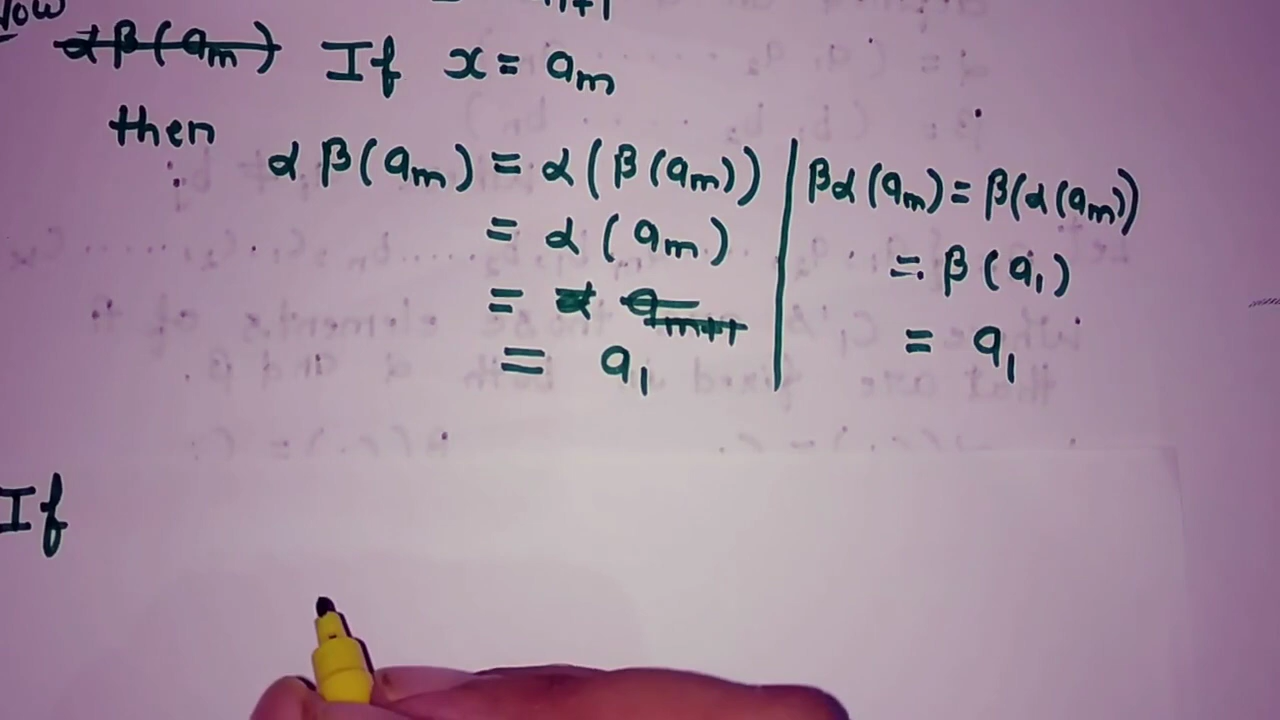 Now
αβ(am) If x = am
then
αβ(am) = α(β(am)) | βα(am) = β(α(am))
= α(am) = β(a1)
= α am+1 = a1
= a1
If